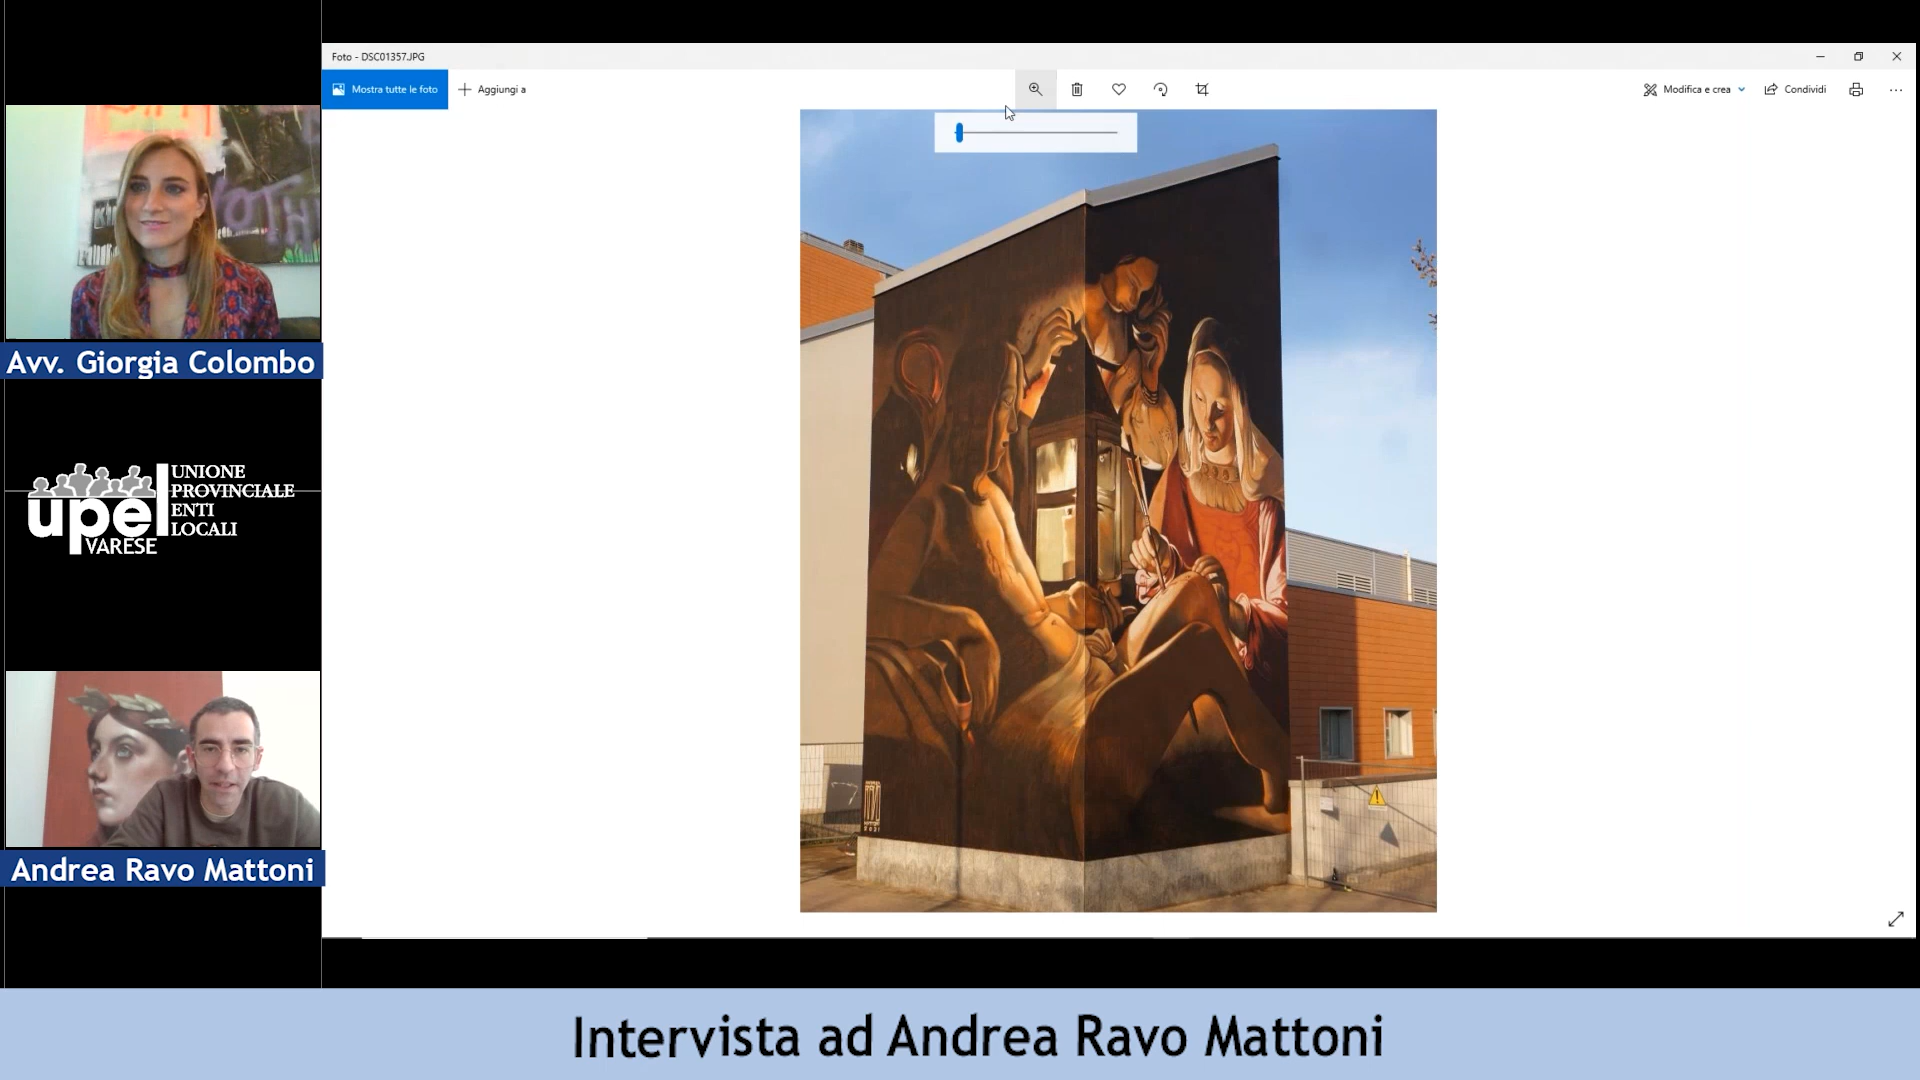 Foto - DSC01357.JPG
Mostra tutte le foto
Aggiungi a
Modifica e crea
Condividi
Avv. Giorgia Colombo
upel
UNIONE
PROVINCIALE
ENTI
LOCALI
VARESE
Andrea Ravo Mattoni
Intervista ad Andrea Ravo Mattoni